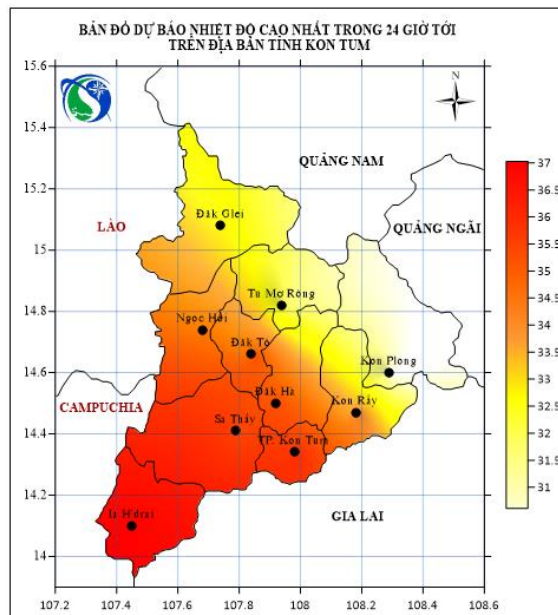 BẢN ĐỒ DỰ BÁO NHIỆT ĐỘ CAO NHẤT TRONG 24 GIỜ TỚI
TRÊN ĐỊA BÀN TỈNH KON TUM
15.6
15.4
15.2
15
14.8
14.6
14.4
14.2
14
N
QUẢNG NAM
QUẢNG NGÃI
LÀO
Đăk Glei
Tu Mơ Rông
Ngọc Hồi
Đăk Tô
Kon Plong
CAMPUCHIA
Đăk Hà
Kon Rẫy
Sa Thầy
TP. Kon Tum
Ia H'drai
GIA LAI
37
36.5
36
35.5
35
34.5
34
33.5
33
32.5
32
31.5
31
107.2 107.4 107.6 107.8 108 108.2 108.4 108.6